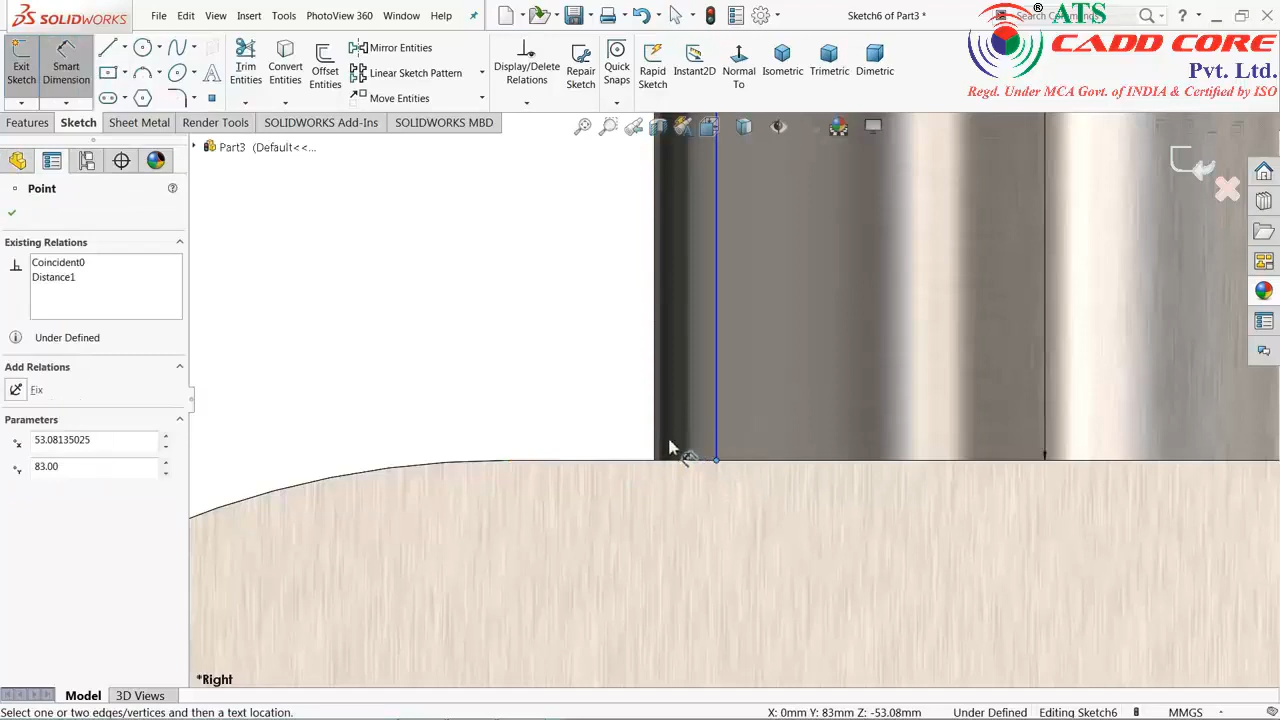 SOLIDWORKS
File
Edit
View
Insert
Tools
PhotoView 360
Window
Help
Sketch6 of Part3 *
Search Commands
?
ATS
CADD CORE
Pvt. Ltd.
Regd. Under MCA Govt. of INDIA & Certified by ISO
Exit Sketch
Smart Dimension
Trim Entities
Convert Entities
Offset Entities
Mirror Entities
Linear Sketch Pattern
Move Entities
Display/Delete Relations
Repair Sketch
Quick Snaps
Rapid Sketch
Instant2D
Normal To
Isometric
Trimetric
Dimetric
Features
Sketch
Sheet Metal
Render Tools
SOLIDWORKS Add-Ins
SOLIDWORKS MBD
Part3 (Default<<...
Point
Existing Relations
Coincident0
Distance1
Under Defined
Add Relations
Fix
Parameters
53.08135025
83.00
*Right
Model
3D Views
Select one or two edges/vertices and then a text location.
X: 0mm Y: 83mm Z: -53.08mm
Under Defined
Editing Sketch6
MMGS